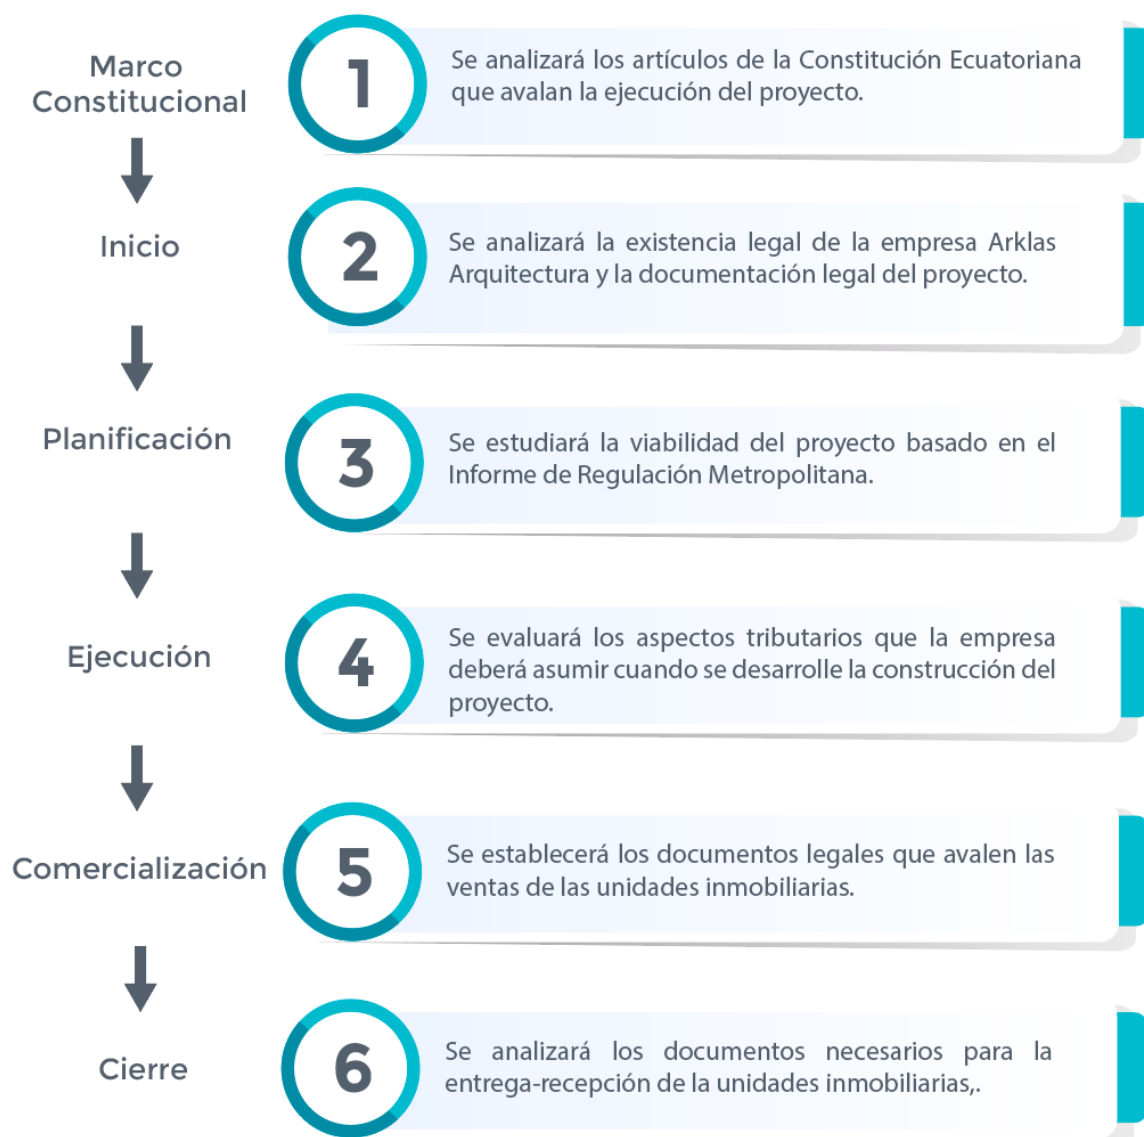 Marco
Constitucional
1
Se analizará los artículos de la Constitución Ecuatoriana
que avalan la ejecución del proyecto.
Inicio
2
Se analizará la existencia legal de la empresa Arklas
Arquitectura y la documentación legal del proyecto.
Planificación
3
Se estudiará la viabilidad del proyecto basado en el
Informe de Regulación Metropolitana.
Ejecución
4
Se evaluará los aspectos tributarios que la empresa
deberá asumir cuando se desarrolle la construcción del
proyecto.
Comercialización
5
Se establecerá los documentos legales que avalen las
ventas de las unidades inmobiliarias.
Cierre
6
Se analizará los documentos necesarios para la
entrega-recepción de la unidades inmobiliarias,.